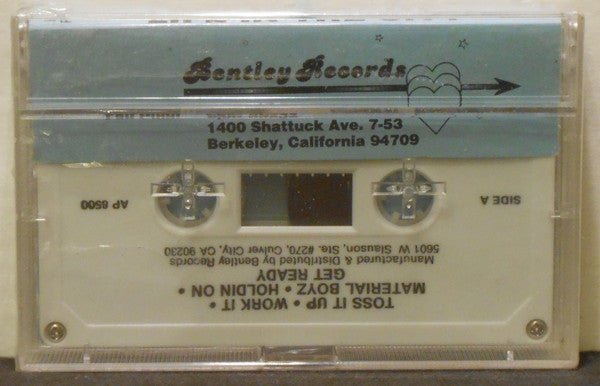 Bentley Records
1400 Shattuck Ave. 7-53
Berkeley, California 94709
SIDE A
AP 8500
5601 W Slauson, Ste. #270, Culver City, CA 90230
Manufactured & Distributed by Bentley Records
GET READY
MATERIAL BOYZ • HOLDIN ON •
TOSS IT UP • WORK IT •